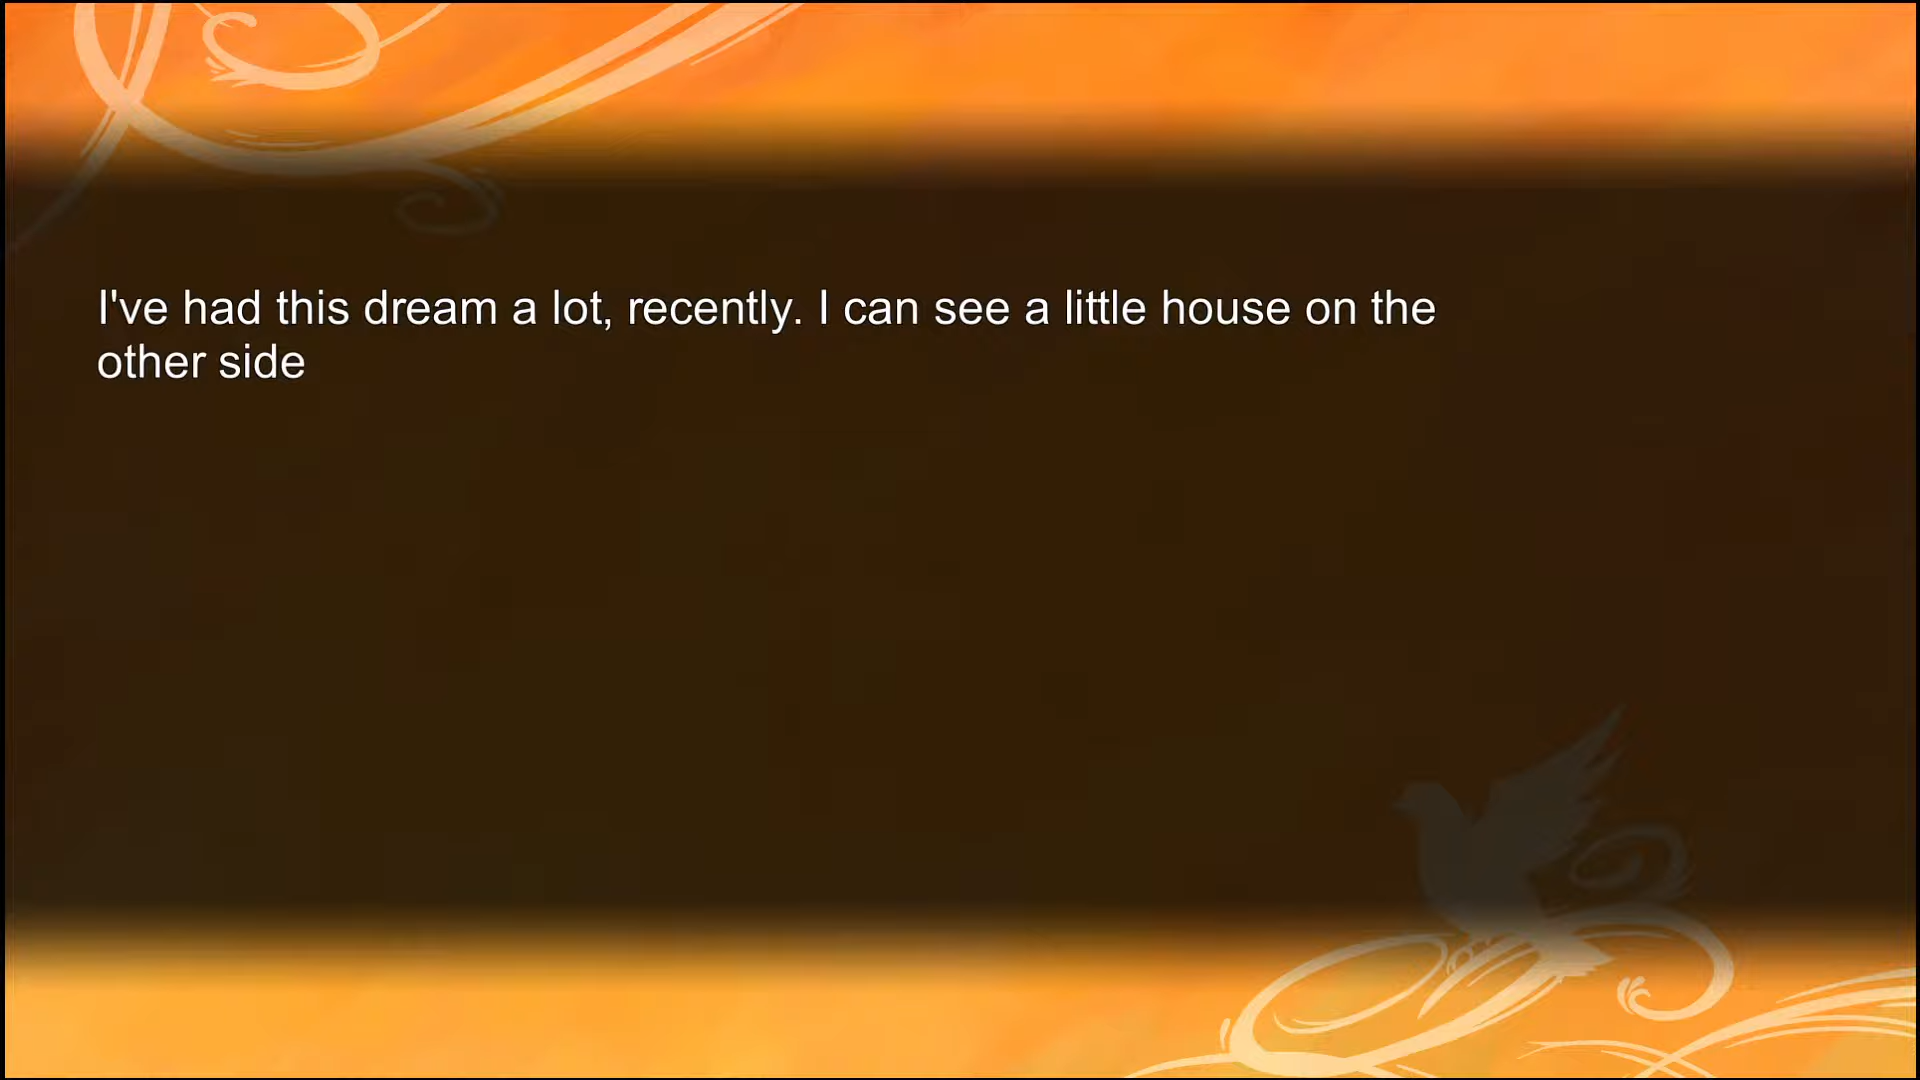 I've had this dream a lot, recently. I can see a little house on the
other side